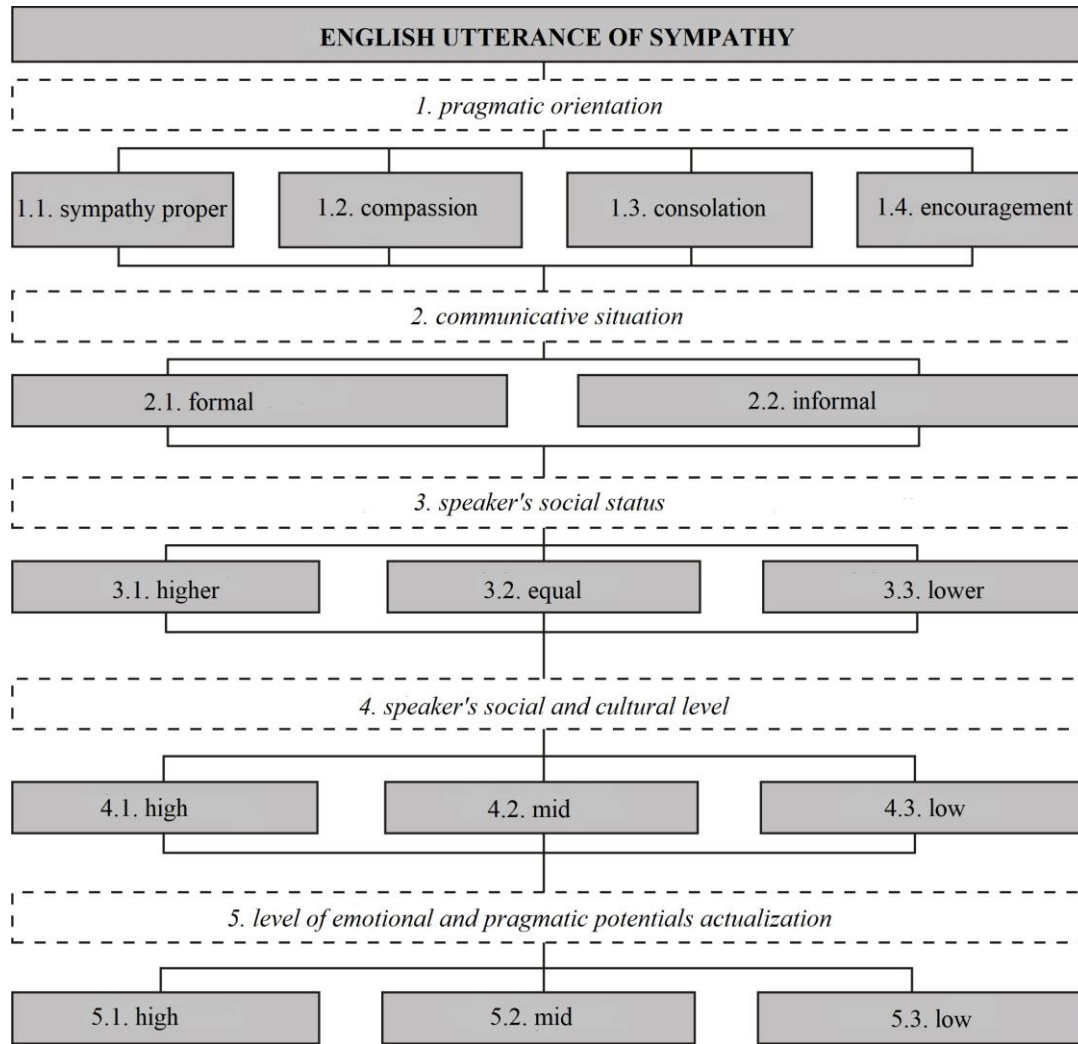 ENGLISH UTTERANCE OF SYMPATHY
1. pragmatic orientation
1.1. sympathy proper
1.2. compassion
1.3. consolation
1.4. encouragement
2. communicative situation
2.1. formal
2.2. informal
3. speaker's social status
3.1. higher
3.2. equal
3.3. lower
4. speaker's social and cultural level
4.1. high
4.2. mid
4.3. low
5. level of emotional and pragmatic potentials actualization
5.1. high
5.2. mid
5.3. low